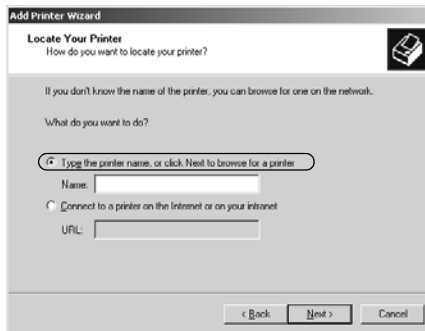 Add Printer Wizard
Locate Your Printer
How do you want to locate your printer?
If you don't know the name of the printer, you can browse for one on the network.
What do you want to do?
Type the printer name, or click Next to browse for a printer
Name:
Connect to a printer on the Internet or on your intranet
URL:
< Back
Next >
Cancel